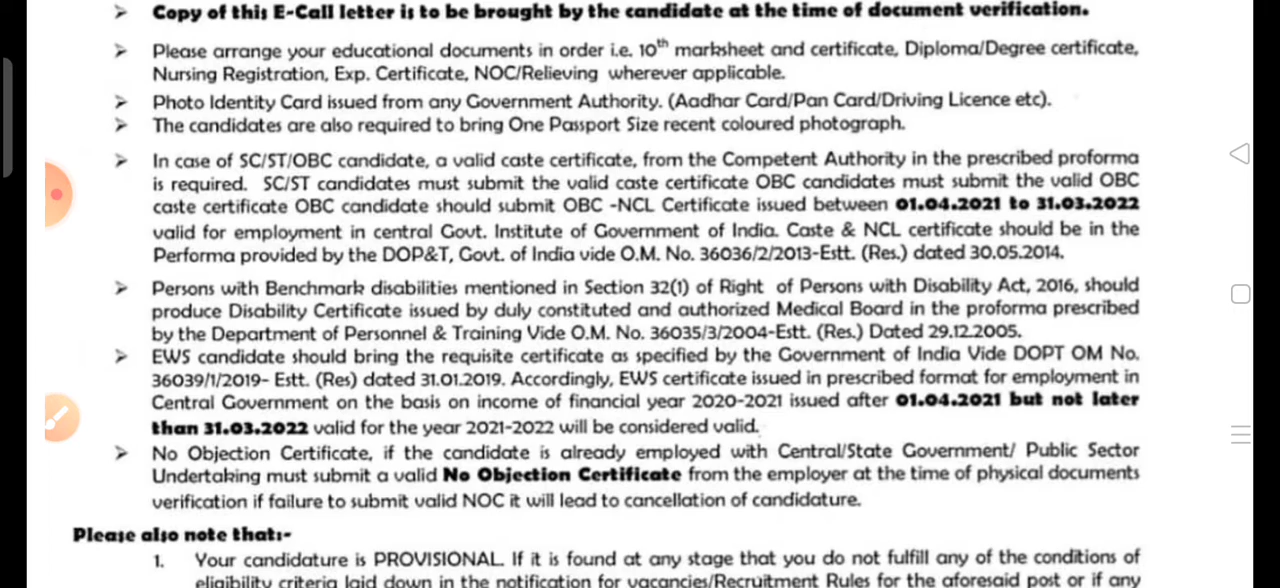 ➢ Copy of this E-Call letter is to be brought by the candidate at the time of document verification.
➢ Please arrange your educational documents in order i.e. 10th marksheet and certificate, Diploma/Degree certificate,
Nursing Registration, Exp. Certificate, NOC/Relieving wherever applicable.
➢ Photo Identity Card issued from any Government Authority. (Aadhar Card/Pan Card/Driving Licence etc).
➢ The candidates are also required to bring One Passport Size recent coloured photograph.
➢ In case of SC/ST/OBC candidate, a valid caste certificate, from the Competent Authority in the prescribed proforma
is required. SC/ST candidates must submit the valid caste certificate OBC candidates must submit the valid OBC
caste certificate OBC candidate should submit OBC -NCL Certificate issued between 01.04.2021 to 31.03.2022
valid for employment in central Govt. Institute of Government of India. Caste & NCL certificate should be in the
Performa provided by the DOP&T, Govt. of India vide O.M. No. 36036/2/2013-Estt. (Res.) dated 30.05.2014.
➢ Persons with Benchmark disabilities mentioned in Section 32(1) of Right of Persons with Disability Act, 2016, should
produce Disability Certificate issued by duly constituted and authorized Medical Board in the proforma prescribed
by the Department of Personnel & Training Vide O.M. No. 36035/3/2004-Estt. (Res.) Dated 29.12.2005.
➢ EWS candidate should bring the requisite certificate as specified by the Government of India Vide DOPT OM No.
36039/1/2019- Estt. (Res) dated 31.01.2019. Accordingly, EWS certificate issued in prescribed format for employment in
Central Government on the basis on income of financial year 2020-2021 issued after 01.04.2021 but not later
than 31.03.2022 valid for the year 2021-2022 will be considered valid.
➢ No Objection Certificate, if the candidate is already employed with Central/State Government/ Public Sector
Undertaking must submit a valid No Objection Certificate from the employer at the time of physical documents
verification if failure to submit valid NOC it will lead to cancellation of candidature.
Please also note that:-
1. Your candidature is PROVISIONAL. If it is found at any stage that you do not fulfill any of the conditions of
eligibility criteria laid down in the notification for vacancies/Recruitment Rules for the aforesaid post or if any